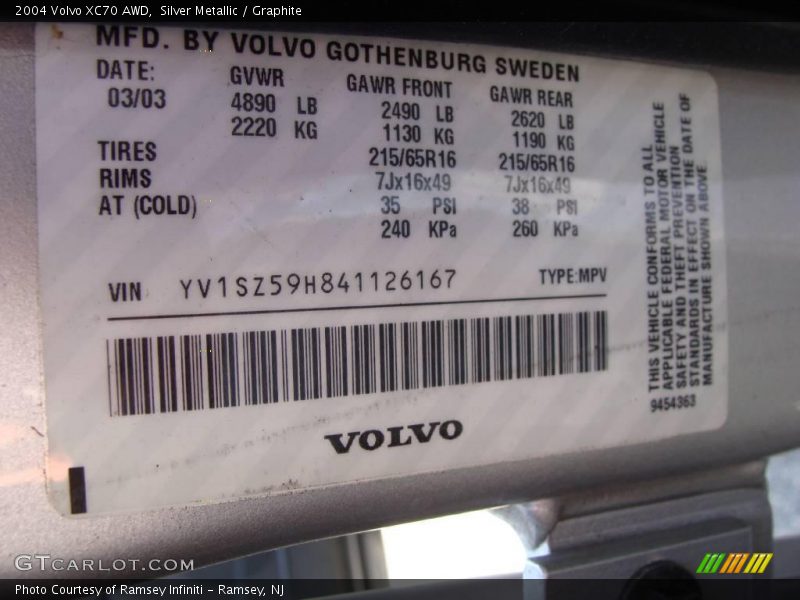 2004 Volvo XC70 AWD, Silver Metallic / Graphite
MFD. BY VOLVO GOTHENBURG SWEDEN
DATE: GVWR GAWR FRONT GAWR REAR
03/03 4890 LB 2490 LB 2620 LB
2220 KG 1130 KG 1190 KG
TIRES 215/65R16 215/65R16
RIMS 7Jx16x49 7Jx16x49
AT (COLD) 35 PSI 38 PSI
240 KPa 260 KPa
VIN YV1SZ59H841126167 TYPE:MPV
VOLVO
THIS VEHICLE CONFORMS TO ALL
APPLICABLE FEDERAL MOTOR VEHICLE
SAFETY AND THEFT PREVENTION
STANDARDS IN EFFECT ON THE DATE OF
MANUFACTURE SHOWN ABOVE
9454363
GTCARLOT.COM
Photo Courtesy of Ramsey Infiniti - Ramsey, NJ